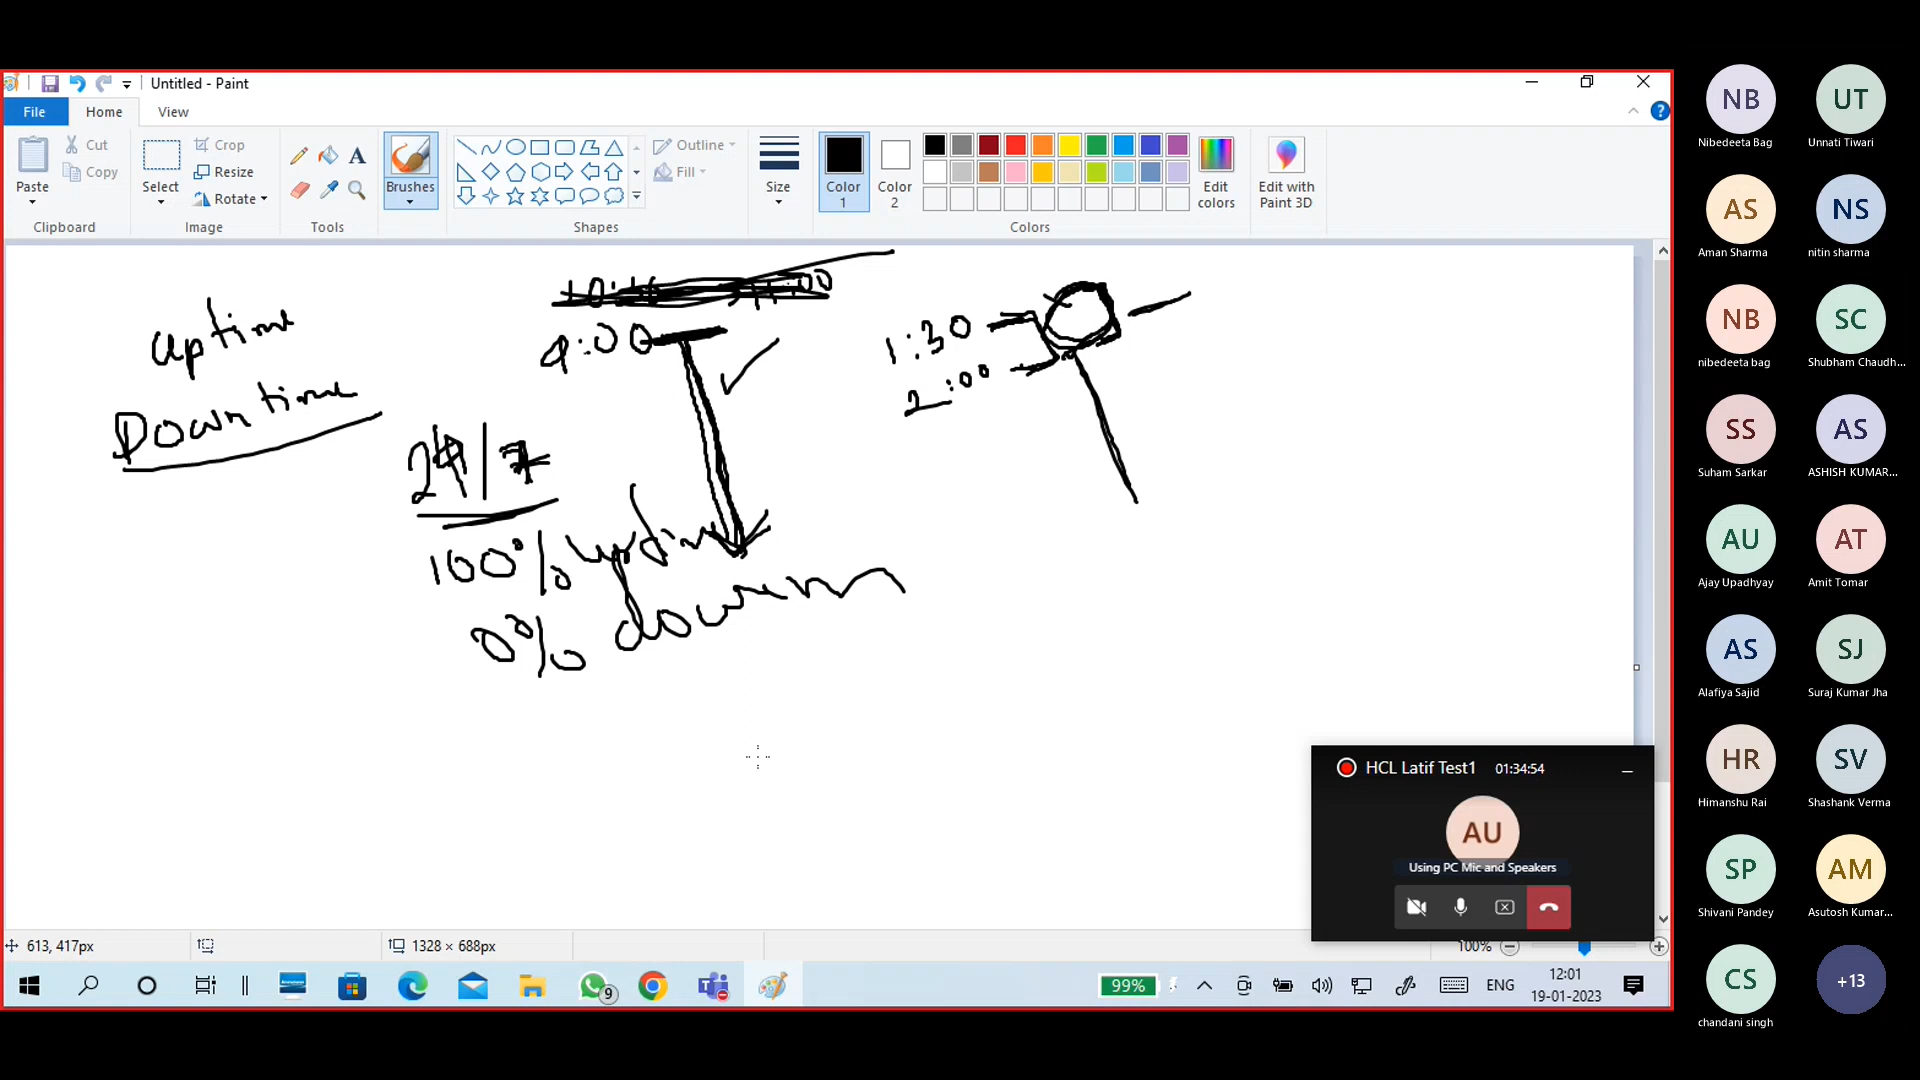 Untitled - Paint
File
Home
View
Paste
Cut
Copy
Clipboard
Select
Crop
Resize
Rotate
Image
Tools
Brushes
Shapes
Outline
Fill
Size
Color 1
Color 2
Edit colors
Edit with Paint 3D
Colors
uptime
Downtime
24/7
100% uptime
0% down
1:30
2:00
HCL Latif Test1 01:34:54
AU
Using PC Mic and Speakers
613, 417px
1328 × 688px
100%
9
99%
ENG
12:01
19-01-2023
NB
Nibedeeta Bag
UT
Unnati Tiwari
AS
Aman Sharma
NS
nitin sharma
NB
nibedeeta bag
SC
Shubham Chaudh...
SS
Suham Sarkar
AS
ASHISH KUMAR...
AU
Ajay Upadhyay
AT
Amit Tomar
AS
Alafiya Sajid
SJ
Suraj Kumar Jha
HR
Himanshu Rai
SV
Shashank Verma
SP
Shivani Pandey
AM
Asutosh Kumar...
CS
chandani singh
+13